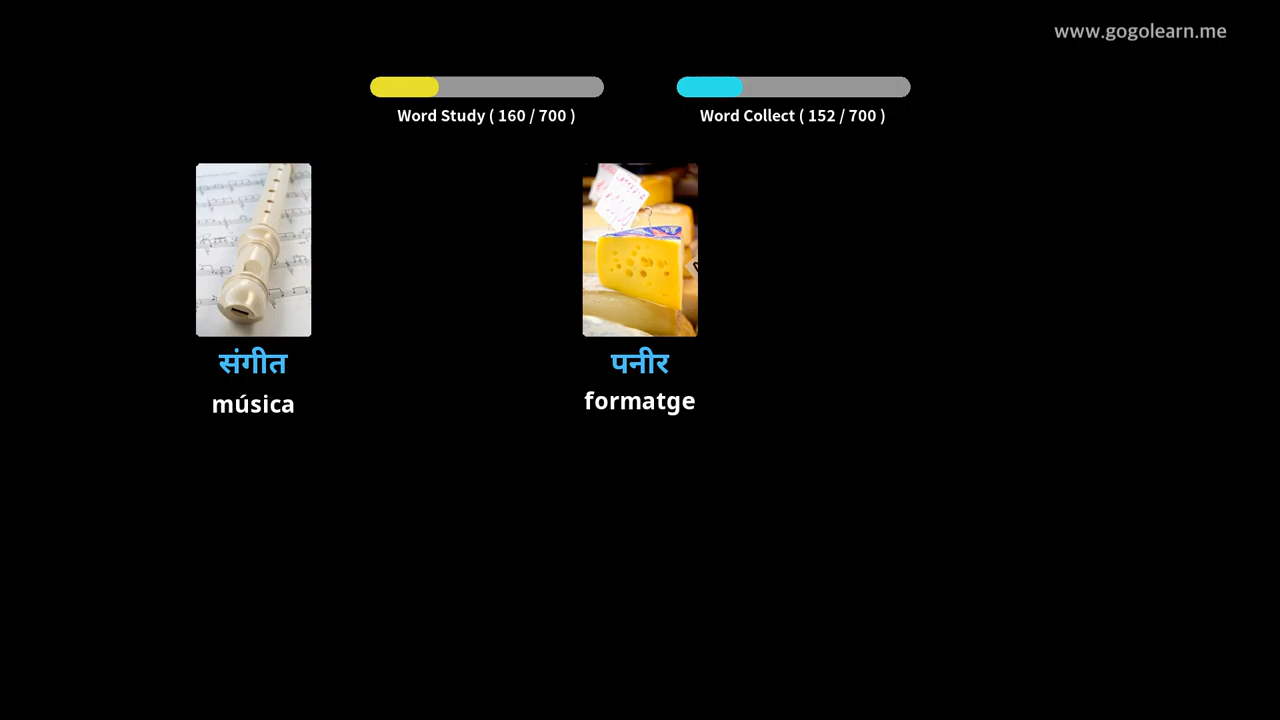 www.gogolearn.me
Word Study ( 160 / 700 )
Word Collect ( 152 / 700 )
संगीत
música
पनीर
formatge